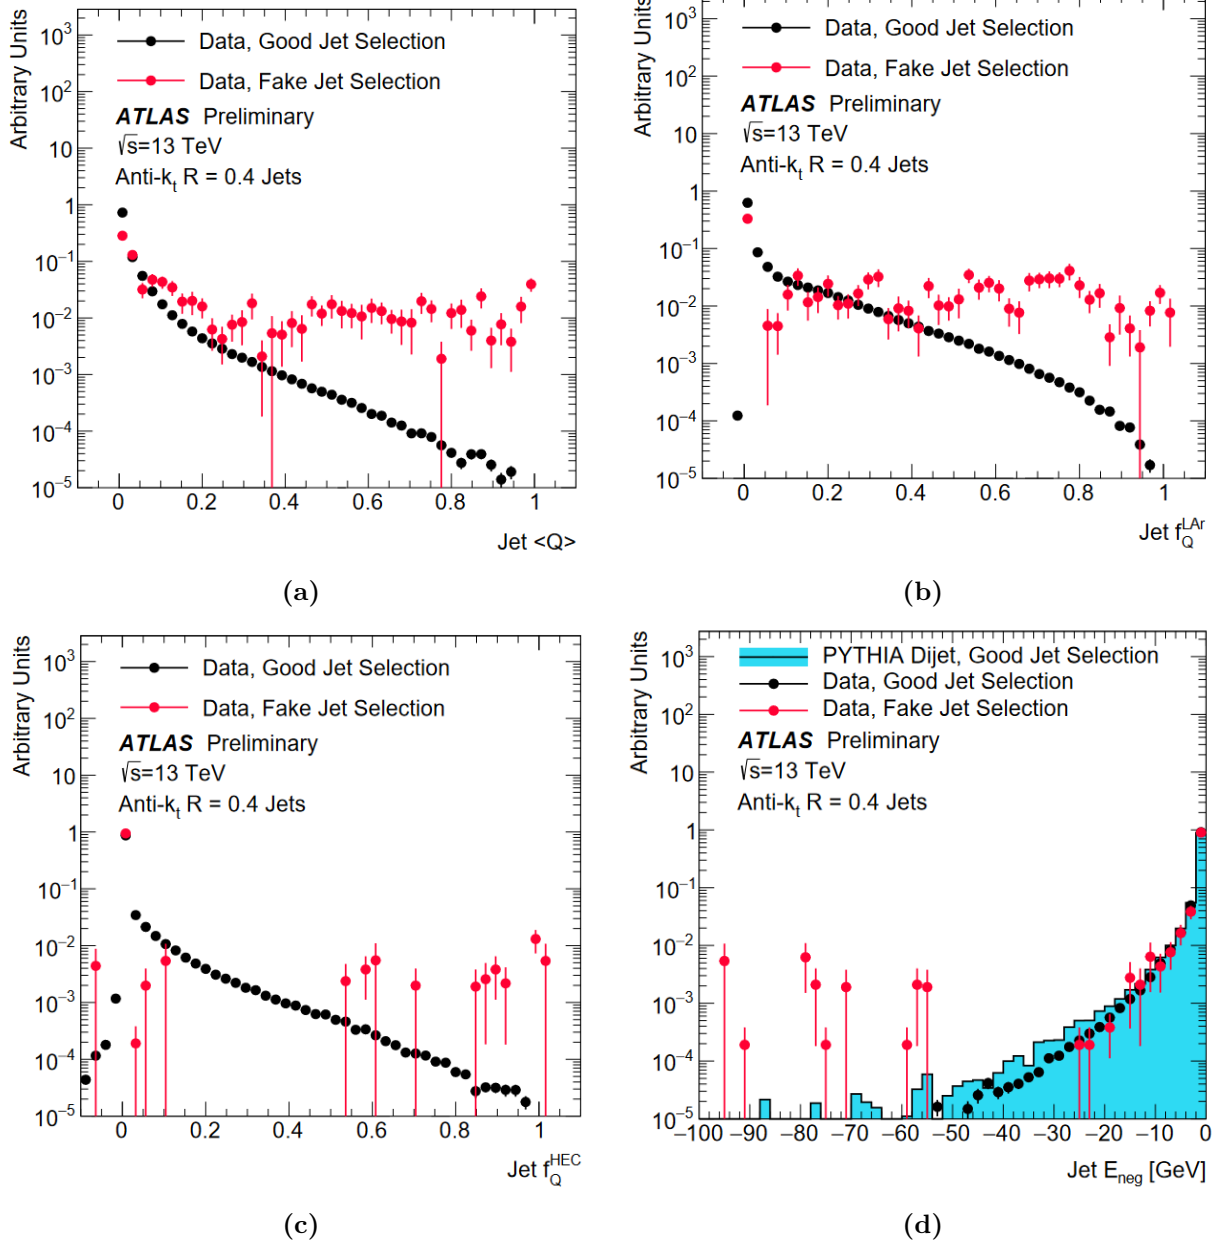 Arbitrary Units
10³
10²
10
1
10⁻¹
10⁻²
10⁻³
10⁻⁴
10⁻⁵
Data, Good Jet Selection
Data, Fake Jet Selection
ATLAS Preliminary
√s=13 TeV
Anti-kₜ R = 0.4 Jets
0 0.2 0.4 0.6 0.8 1
Jet <Q>
(a)
Arbitrary Units
10³
10²
10
1
10⁻¹
10⁻²
10⁻³
10⁻⁴
10⁻⁵
Data, Good Jet Selection
Data, Fake Jet Selection
ATLAS Preliminary
√s=13 TeV
Anti-kₜ R = 0.4 Jets
0 0.2 0.4 0.6 0.8 1
Jet f_Q^LAr
(b)
Arbitrary Units
10³
10²
10
1
10⁻¹
10⁻²
10⁻³
10⁻⁴
10⁻⁵
Data, Good Jet Selection
Data, Fake Jet Selection
ATLAS Preliminary
√s=13 TeV
Anti-kₜ R = 0.4 Jets
0 0.2 0.4 0.6 0.8 1
Jet f_Q^HEC
(c)
Arbitrary Units
10³
10²
10
1
10⁻¹
10⁻²
10⁻³
10⁻⁴
10⁻⁵
PYTHIA Dijet, Good Jet Selection
Data, Good Jet Selection
Data, Fake Jet Selection
ATLAS Preliminary
√s=13 TeV
Anti-kₜ R = 0.4 Jets
−100 −90 −80 −70 −60 −50 −40 −30 −20 −10 0
Jet E_neg [GeV]
(d)